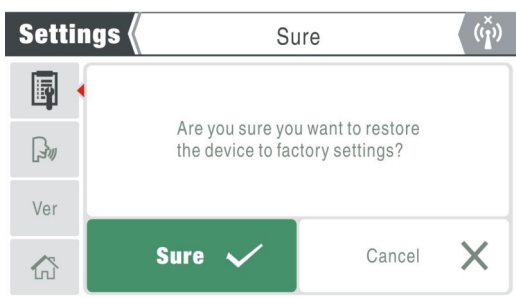 Settings
Sure
Are you sure you want to restore
the device to factory settings?
Ver
Sure
Cancel